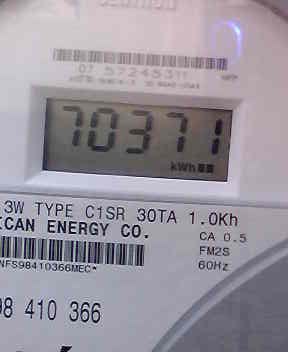 07 57245311
70371
kWh
3W TYPE C1SR 30TA 1.0Kh
ICAN ENERGY CO.
CA 0.5
FM2S
NFS98410366MEC*
60Hz
98 410 366